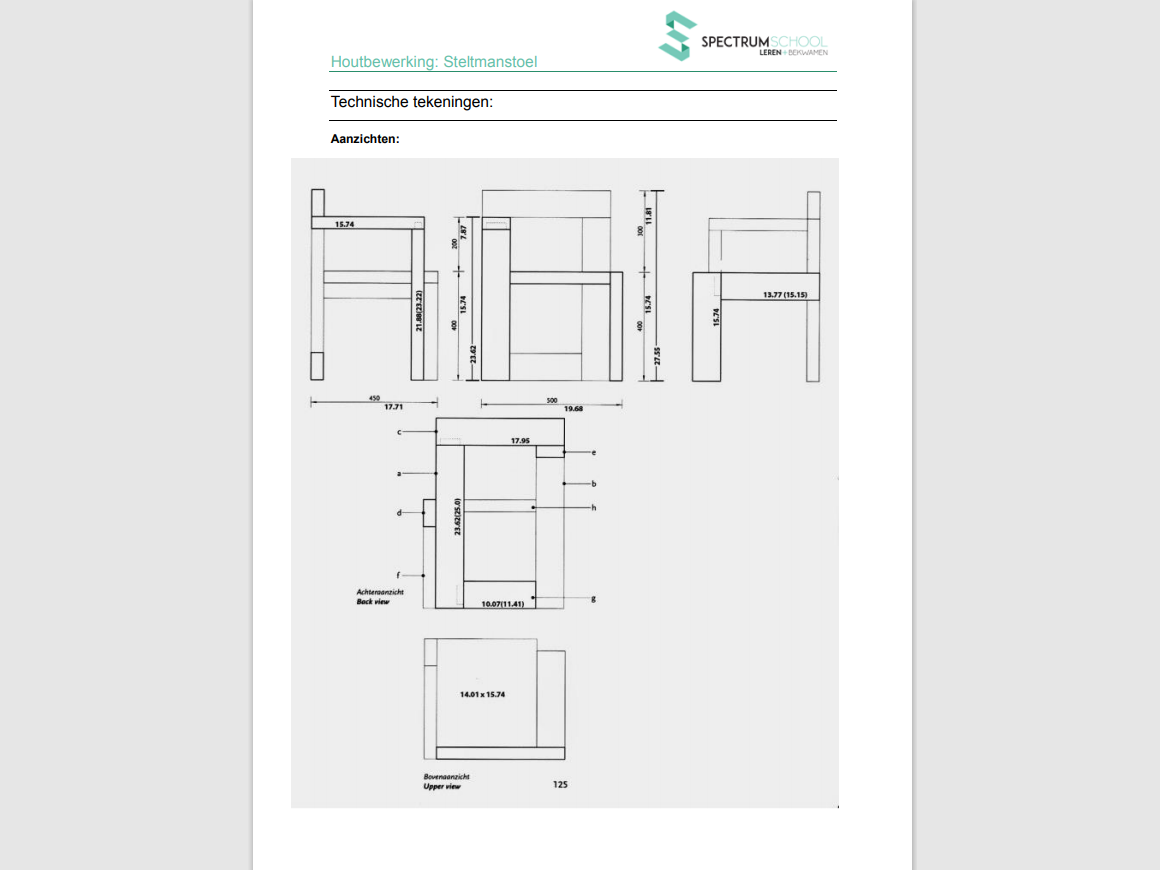 SPECTRUMSCHOOL
LEREN + BEKWAMEN
Houtbewerking: Steltmanstoel
Technische tekeningen:
Aanzichten:
15.74
21.88(23.22)
450
17.71
200
7.87
400
15.74
23.62
500
19.68
300
11.81
400
15.74
27.55
13.77 (15.15)
15.74
c
17.95
e
a
b
23.62(25.0)
h
d
f
10.07(11.41)
g
Achteraanzicht
Back view
14.01 x 15.74
Bovenaanzicht
Upper view
125